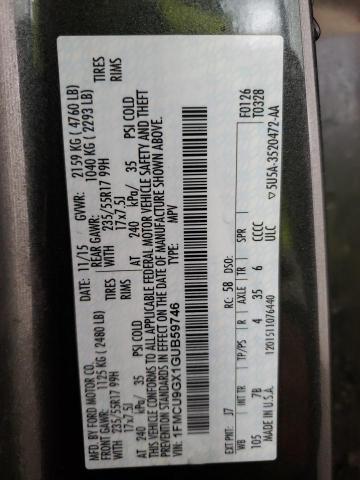 MFD. BY FORD MOTOR CO.
11/15
GVWR: 2159 KG ( 4760 LB)
FRONT GAWR: 1125 KG ( 2480 LB)
REAR GAWR: 1040 KG ( 2293 LB)
235/55R17 99H TIRES
WITH 235/55R17 99H TIRES
17x7.5J RIMS
17x7.5J RIMS
AT 240 kPa/ 35 PSI COLD
AT 240 kPa/ 35 PSI COLD
THIS VEHICLE CONFORMS TO ALL APPLICABLE FEDERAL MOTOR VEHICLE SAFETY AND THEFT
PREVENTION STANDARDS IN EFFECT ON THE DATE OF MANUFACTURE SHOWN ABOVE
VIN: 1FMCU9GX1GUB59746
TYPE: MPV
F0126
T0328
EXT PNT: J7 RC: 58 DSO:
WB INT TR TP/PS R AXLE TR SPR
105 7B 4 35 6 CCCC
ULC
MADE IN U.S.A. 1201511076440
5U5A-3520472-AA